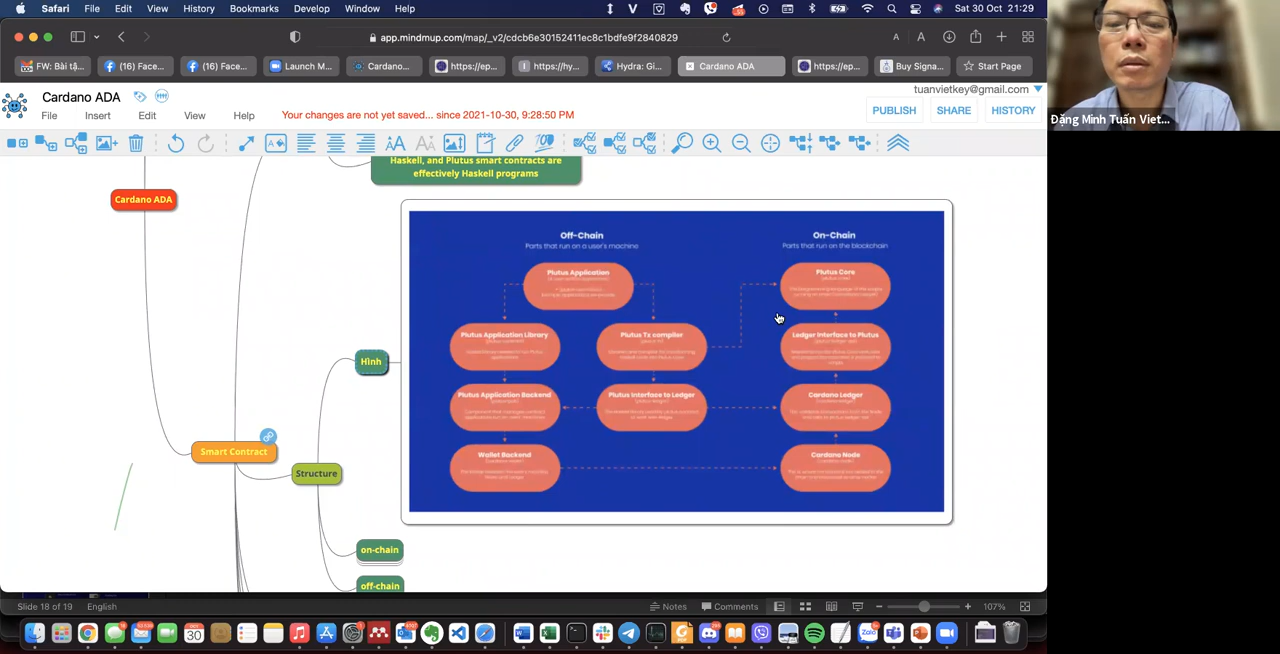 Safari File Edit View History Bookmarks Develop Window Help Sat 30 Oct 21:29
app.mindmup.com/map/_v2/cdcb6e30152411ec8c1bdfe9f2840829
FW: Bài tậ... (16) Face... (16) Face... Launch M... Cardano... https://ep... https://hy... Hydra: Gi... Cardano ADA https://ep... Buy Signa... Start Page
tuanvietkey@gmail.com
Cardano ADA
File Insert Edit View Help
Your changes are not yet saved... since 2021-10-30, 9:28:50 PM
PUBLISH SHARE HISTORY
Đặng Minh Tuấn Viet...
Haskell, and Plutus smart contracts are
effectively Haskell programs
Cardano ADA
Off-Chain
Parts that run on a user's machine
On-Chain
Parts that run on the blockchain
Plutus Application
Plutus Core
Plutus Application Library
Plutus Tx compiler
Ledger Interface to Plutus
Hình
Plutus Application Backend
Plutus Interface to Ledger
Cardano Ledger
Smart Contract
Structure
Wallet Backend
Cardano Node
on-chain
off-chain
Slide 18 of 19 English Notes Comments 107%